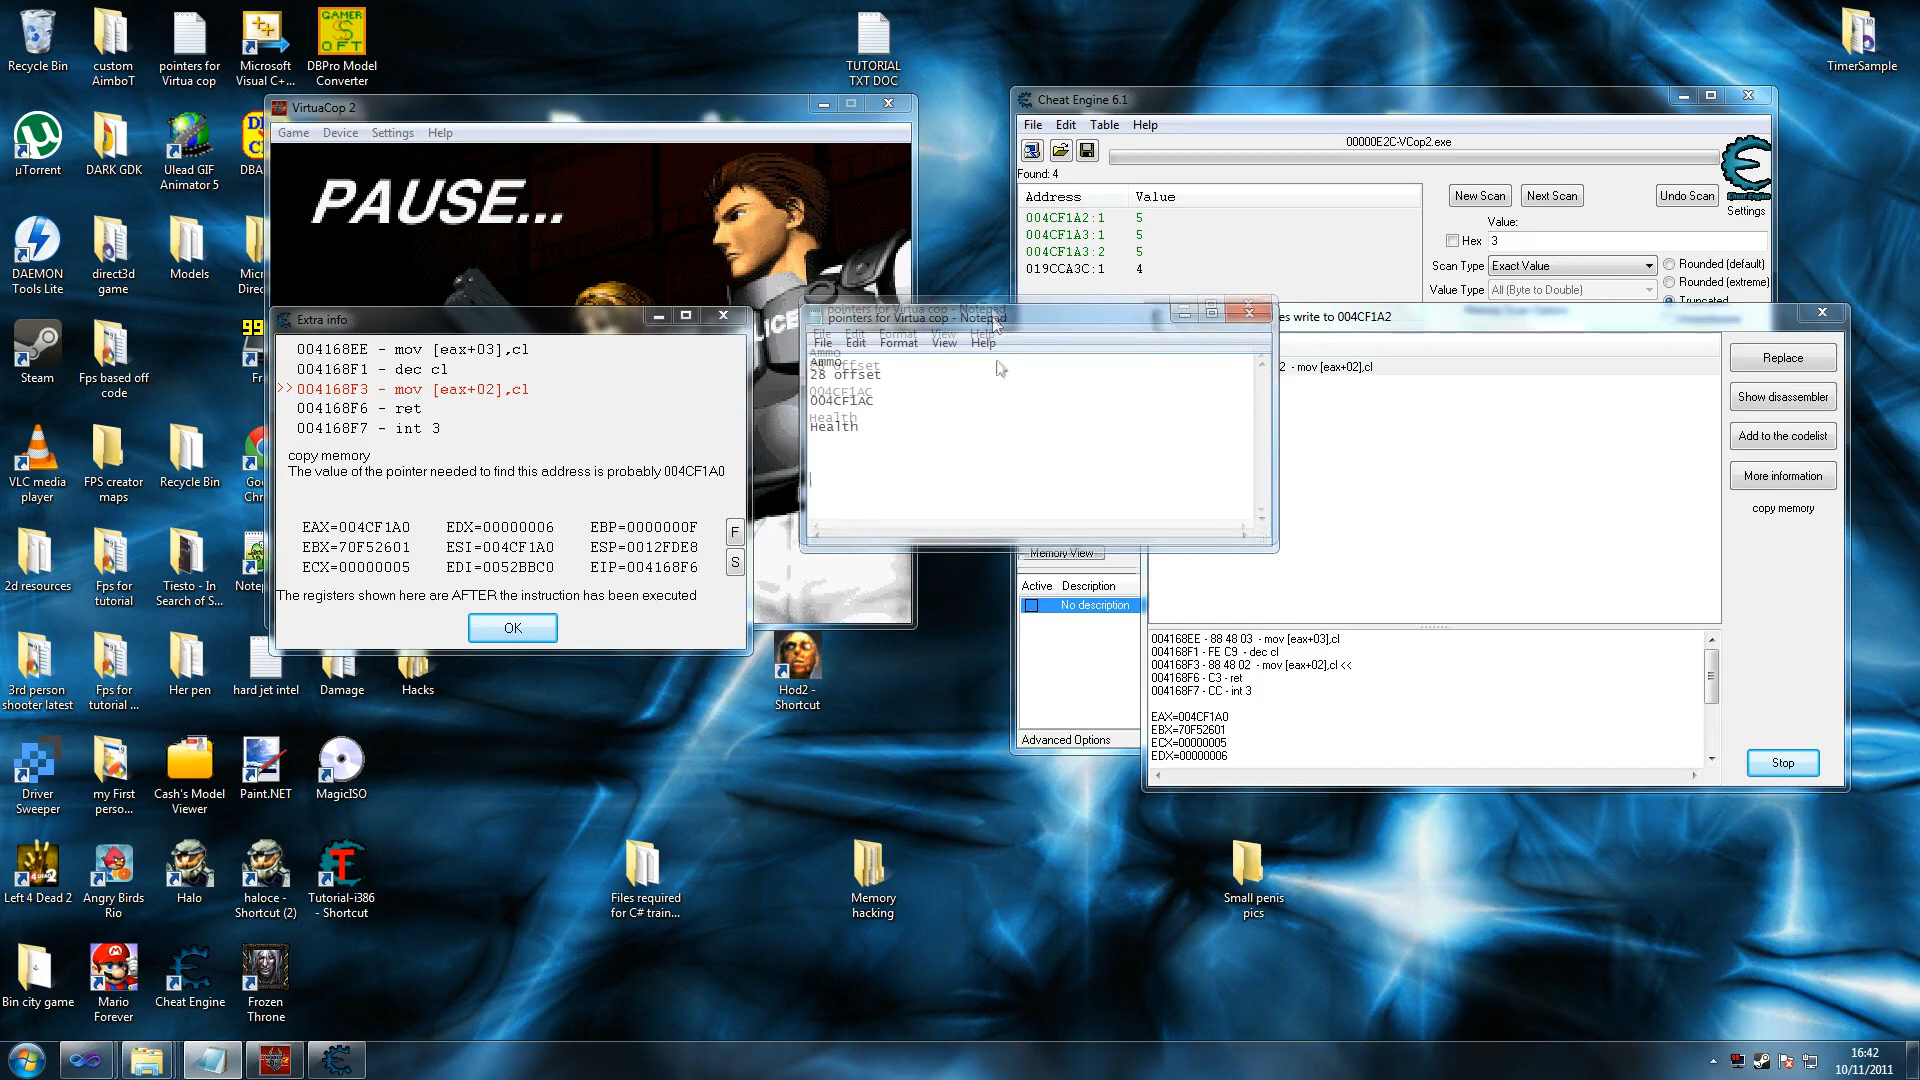 Recycle Bin
custom
AimboT
pointers for
Virtua cop
Microsoft
Visual C+...
GAMER
SOFT
DBPro Model
Converter
TUTORIAL
TXT DOC
TimerSample
µTorrent
DARK GDK
Ulead GIF
Animator 5
DAEMON
Tools Lite
direct3d
game
Models
Steam
Fps based off
code
VLC media
player
FPS creator
maps
Recycle Bin
2d resources
Fps for
tutorial
Tiesto - In
Search of S...
3rd person
shooter latest
Fps for
tutorial ...
Her pen
hard jet intel
Damage
Hacks
Hod2 -
Shortcut
Driver
Sweeper
my First
perso...
Cash's Model
Viewer
Paint.NET
MagicISO
Left 4 Dead 2
Angry Birds
Rio
Halo
haloce -
Shortcut (2)
Tutorial-i386
- Shortcut
Files required
for C# train...
Memory
hacking
Small penis
pics
Bin city game
Mario
Forever
Cheat Engine
Frozen
Throne
VirtuaCop 2
Game Device Settings Help
PAUSE...
Extra info
004168EE - mov [eax+03],cl
004168F1 - dec cl
>>004168F3 - mov [eax+02],cl
004168F6 - ret
004168F7 - int 3
copy memory
The value of the pointer needed to find this address is probably 004CF1A0
EAX=004CF1A0 EDX=00000006 EBP=0000000F
EBX=70F52601 ESI=004CF1A0 ESP=0012FDE8
ECX=00000005 EDI=0052BBC0 EIP=004168F6
F
S
The registers shown here are AFTER the instruction has been executed
OK
pointers for Virtua cop - Notepad
File Edit Format View Help
Ammo
28 offset
004CF1AC
Health
Cheat Engine 6.1
File Edit Table Help
00000E2C-VCop2.exe
Found: 4
Address Value
004CF1A2:1 5
004CF1A3:1 5
004CF1A3:2 5
019CCA3C:1 4
New Scan Next Scan Undo Scan
Cheat Engine
Settings
Value:
Hex 3
Scan Type Exact Value
Value Type All (Byte to Double)
Rounded (default)
Rounded (extreme)
Truncated
Memory View
Active Description
No description
Advanced Options
es write to 004CF1A2
2 - mov [eax+02],cl
Replace
Show disassembler
Add to the codelist
More information
copy memory
004168EE - 88 48 03 - mov [eax+03],cl
004168F1 - FE C9 - dec cl
004168F3 - 88 48 02 - mov [eax+02],cl <<
004168F6 - C3 - ret
004168F7 - CC - int 3
EAX=004CF1A0
EBX=70F52601
ECX=00000005
EDX=00000006
Stop
16:42
10/11/2011